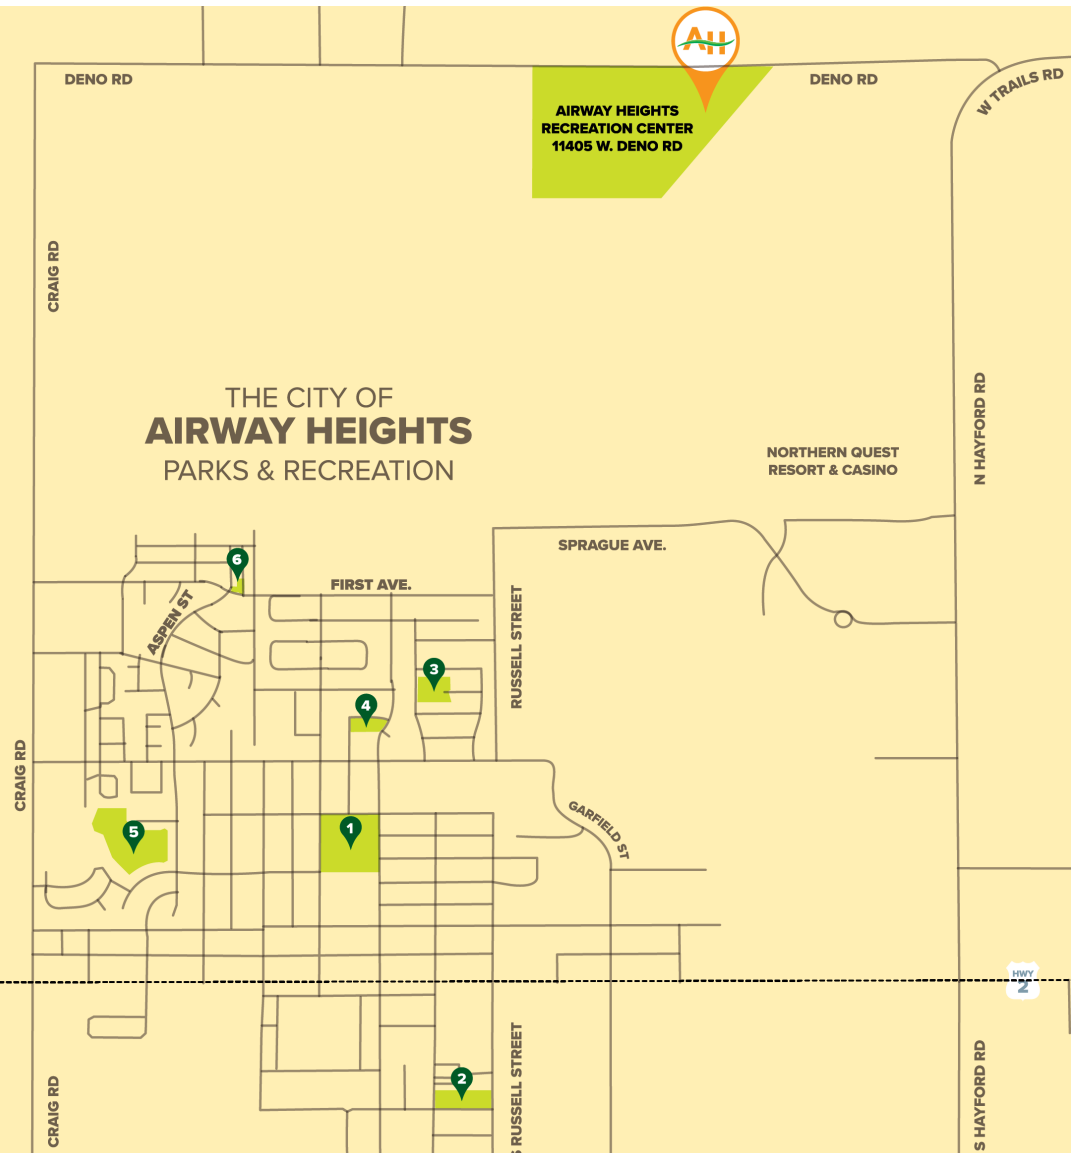 AH
DENO RD
DENO RD
W TRAILS RD
AIRWAY HEIGHTS
RECREATION CENTER
11405 W. DENO RD
CRAIG RD
THE CITY OF
AIRWAY HEIGHTS
PARKS & RECREATION
N HAYFORD RD
NORTHERN QUEST
RESORT & CASINO
SPRAGUE AVE.
6
FIRST AVE.
ASPEN ST
RUSSELL STREET
3
4
CRAIG RD
GARFIELD ST
1
5
HWY
2
CRAIG RD
2
S RUSSELL STREET
S HAYFORD RD